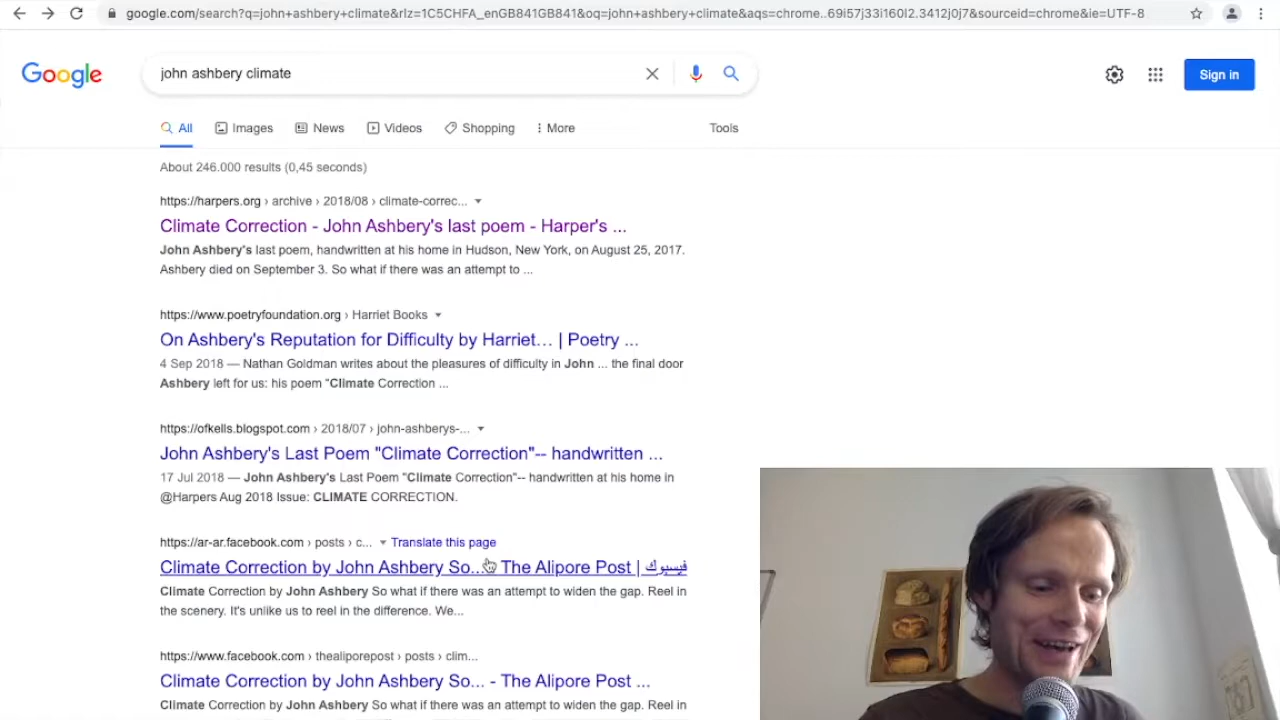 google.com/search?q=john+ashbery+climate&rlz=1C5CHFA_enGB841GB841&oq=john+ashbery+climate&aqs=chrome..69i57j33i160l2.3412j0j7&sourceid=chrome&ie=UTF-8
Google john ashbery climate Sign in
All Images News Videos Shopping More Tools
About 246.000 results (0,45 seconds)
https://harpers.org › archive › 2018/08 › climate-correc...
Climate Correction - John Ashbery's last poem - Harper's ...
John Ashbery's last poem, handwritten at his home in Hudson, New York, on August 25, 2017.
Ashbery died on September 3. So what if there was an attempt to ...
https://www.poetryfoundation.org › Harriet Books
On Ashbery's Reputation for Difficulty by Harriet… | Poetry ...
4 Sep 2018 — Nathan Goldman writes about the pleasures of difficulty in John ... the final door
Ashbery left for us: his poem "Climate Correction ...
https://ofkells.blogspot.com › 2018/07 › john-ashberys-...
John Ashbery's Last Poem "Climate Correction"-- handwritten ...
17 Jul 2018 — John Ashbery's Last Poem "Climate Correction"-- handwritten at his home in
@Harpers Aug 2018 Issue: CLIMATE CORRECTION.
https://ar-ar.facebook.com › posts › c... Translate this page
Climate Correction by John Ashbery So... The Alipore Post | فيسبوك
Climate Correction by John Ashbery So what if there was an attempt to widen the gap. Reel in
the scenery. It's unlike us to reel in the difference. We...
https://www.facebook.com › thealiporepost › posts › clim...
Climate Correction by John Ashbery So... - The Alipore Post ...
Climate Correction by John Ashbery So what if there was an attempt to widen the gap. Reel in